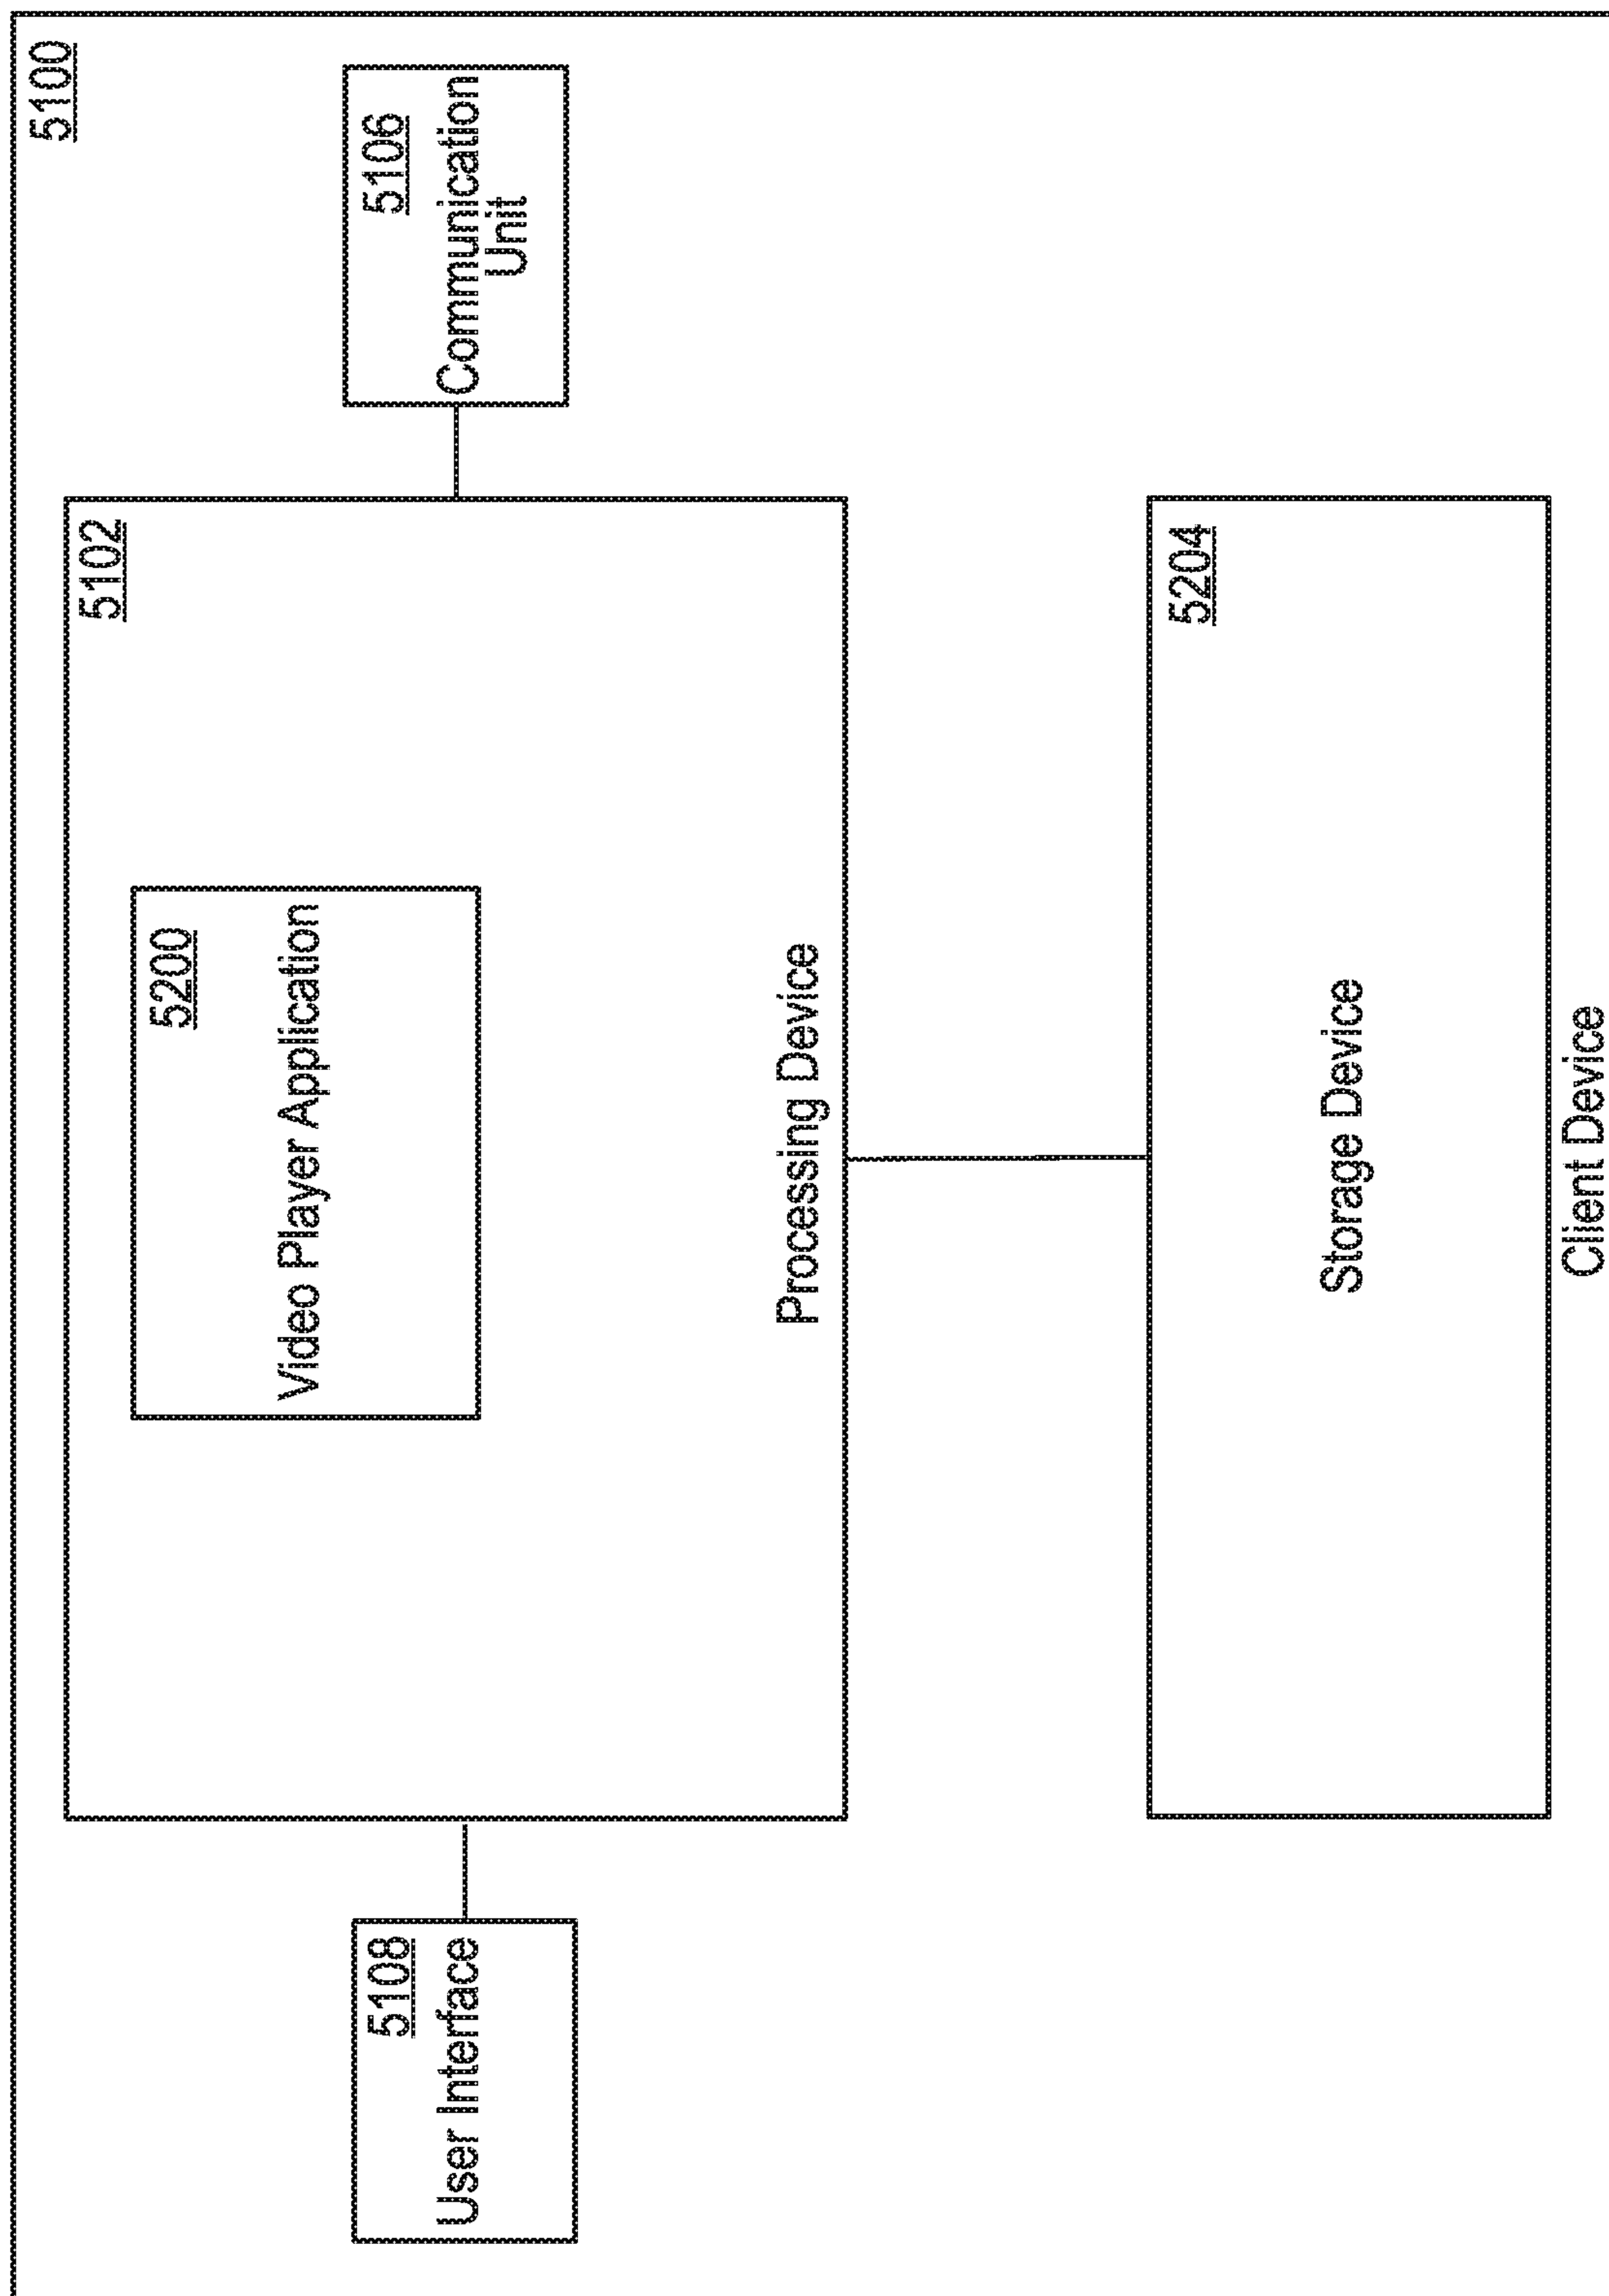 5100
5108
User Interface
5102
5200
Video Player Application
Processing Device
5106
Communication
Unit
5204
Storage Device
Client Device